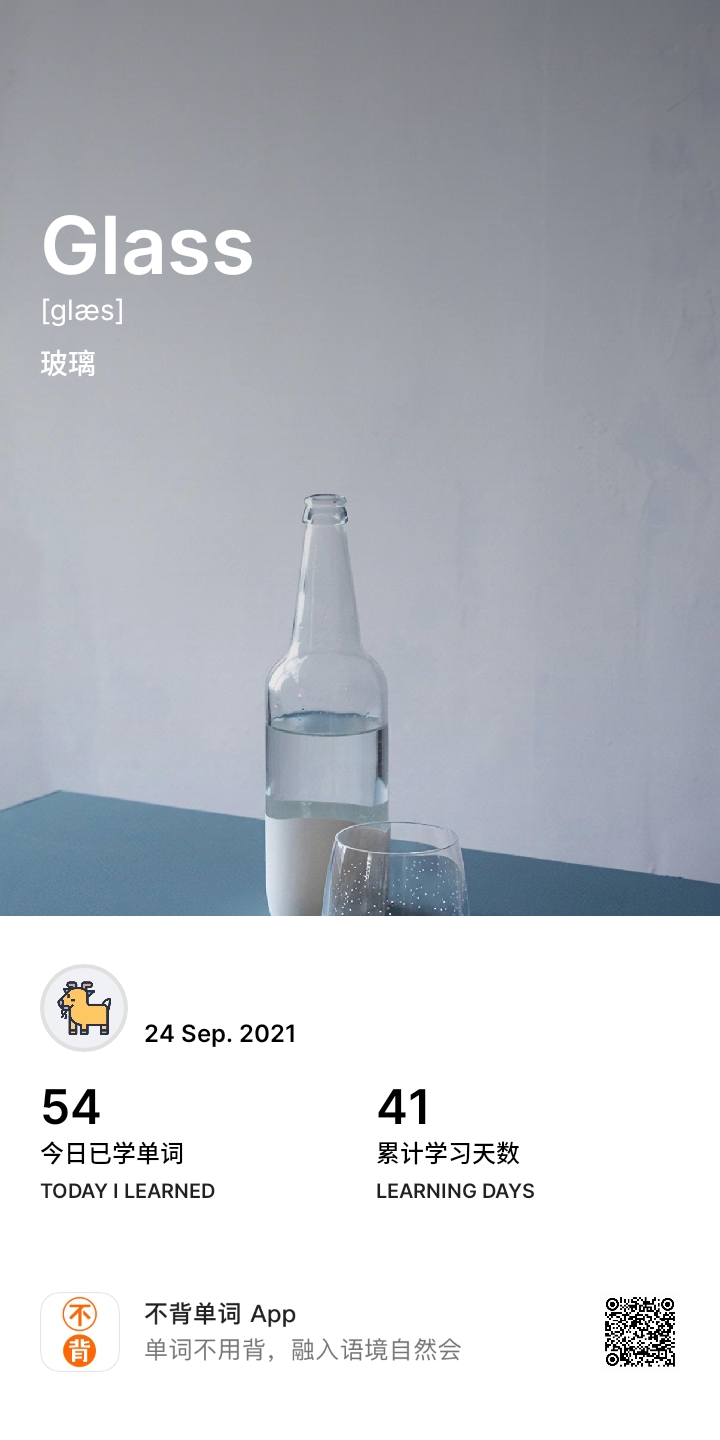 Glass
[glæs]
玻璃
24 Sep. 2021
54
今日已学单词
TODAY I LEARNED
41
累计学习天数
LEARNING DAYS
不
背
不背单词 App
单词不用背，融入语境自然会